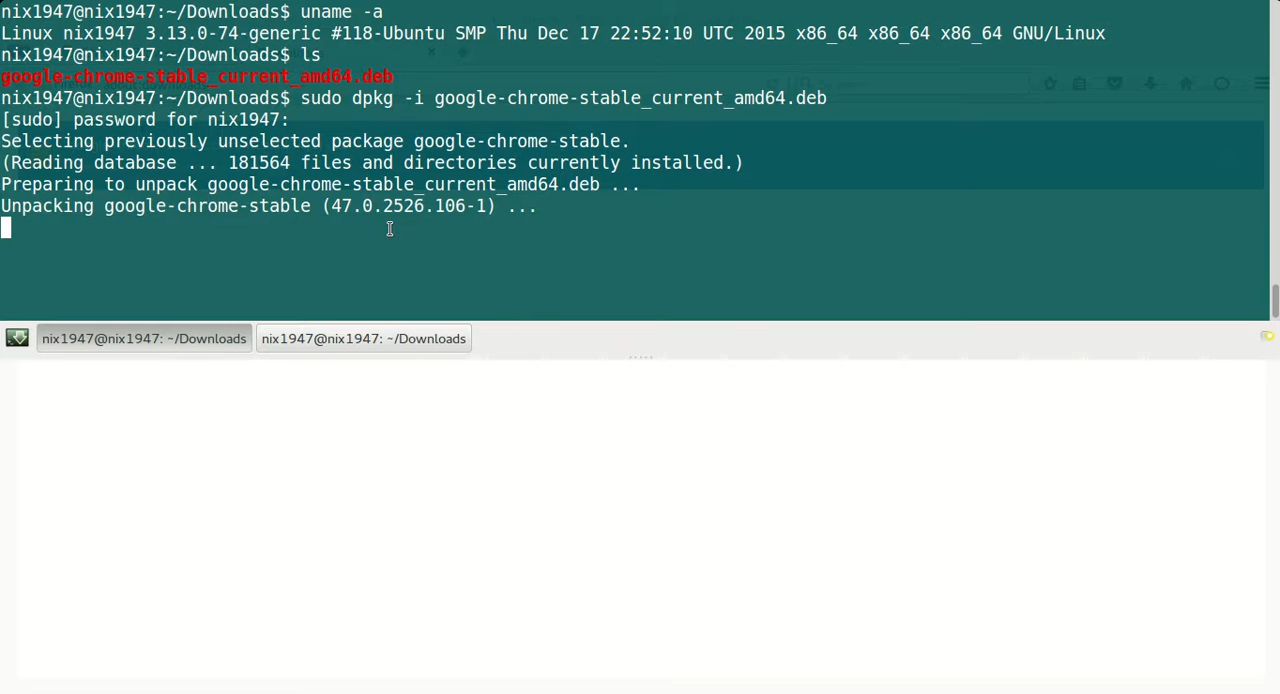 nix1947@nix1947:~/Downloads$ uname -a
Linux nix1947 3.13.0-74-generic #118-Ubuntu SMP Thu Dec 17 22:52:10 UTC 2015 x86_64 x86_64 x86_64 GNU/Linux
nix1947@nix1947:~/Downloads$ ls
google-chrome-stable_current_amd64.deb
nix1947@nix1947:~/Downloads$ sudo dpkg -i google-chrome-stable_current_amd64.deb
[sudo] password for nix1947:
Selecting previously unselected package google-chrome-stable.
(Reading database ... 181564 files and directories currently installed.)
Preparing to unpack google-chrome-stable_current_amd64.deb ...
Unpacking google-chrome-stable (47.0.2526.106-1) ...
nix1947@nix1947: ~/Downloads nix1947@nix1947: ~/Downloads